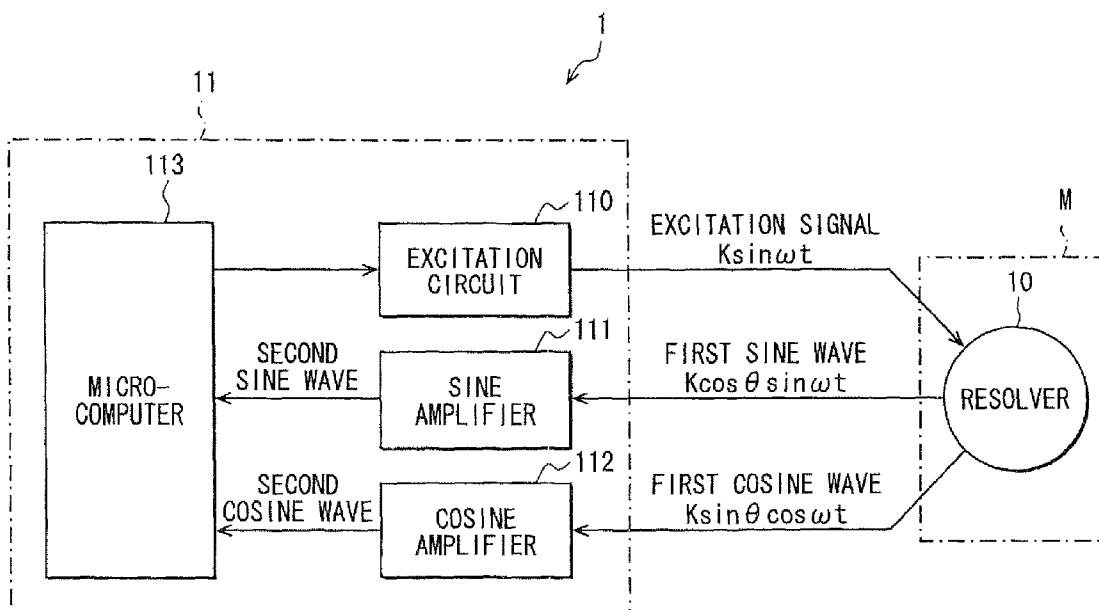 1
11
113
110
EXCITATION SIGNAL
Ksinωt
M
EXCITATION
CIRCUIT
10
111
SECOND
SINE WAVE
FIRST SINE WAVE
Kcosθsinωt
MICRO-
COMPUTER
SINE
AMPLIFIER
RESOLVER
112
SECOND
COSINE WAVE
FIRST COSINE WAVE
Ksinθcosωt
COSINE
AMPLIFIER